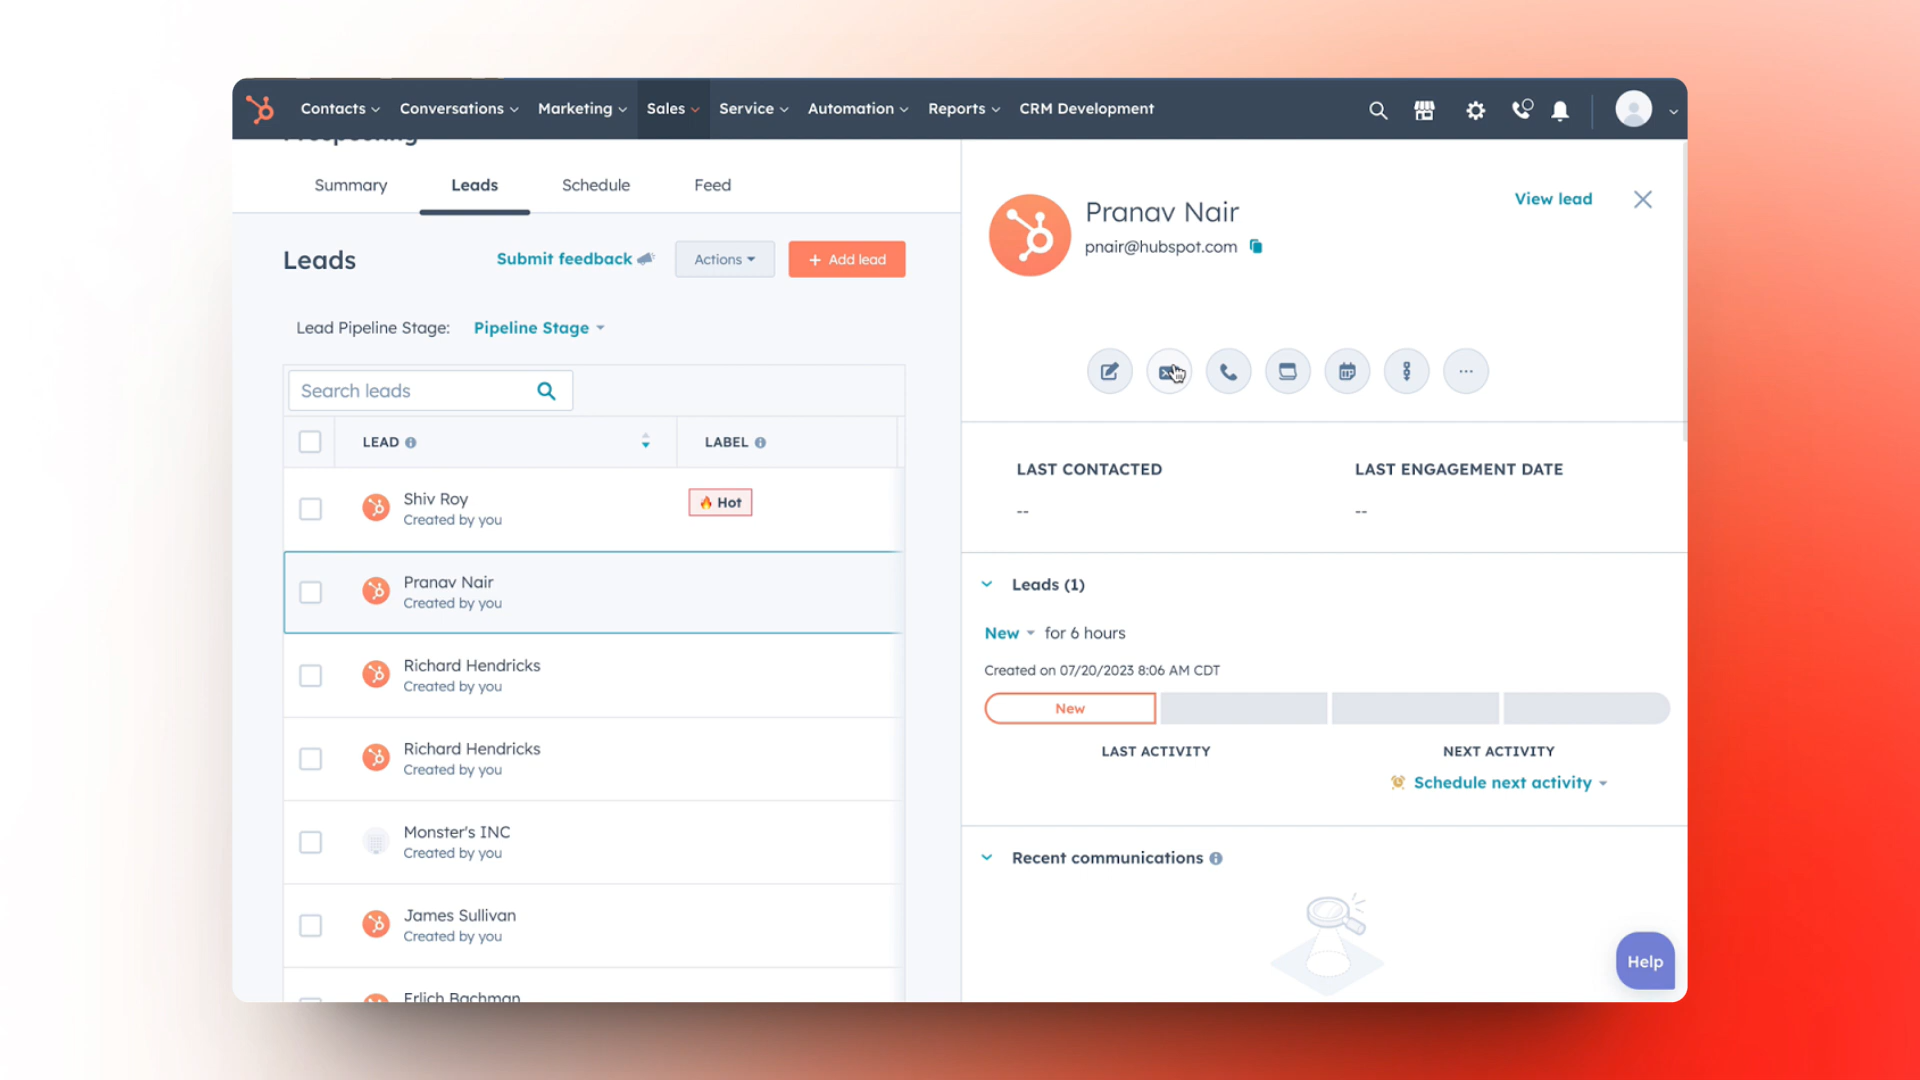 Contacts Conversations Marketing Sales Service Automation Reports CRM Development
Prospecting
Summary Leads Schedule Feed
Leads Submit feedback Actions + Add lead
Lead Pipeline Stage: Pipeline Stage
Search leads
LEAD LABEL
Shiv Roy
Created by you
Hot
Pranav Nair
Created by you
Richard Hendricks
Created by you
Richard Hendricks
Created by you
Monster's INC
Created by you
James Sullivan
Created by you
Erlich Bachman
Pranav Nair
pnair@hubspot.com
View lead
LAST CONTACTED LAST ENGAGEMENT DATE
-- --
Leads (1)
New for 6 hours
Created on 07/20/2023 8:06 AM CDT
New
LAST ACTIVITY NEXT ACTIVITY
Schedule next activity
Recent communications
Help